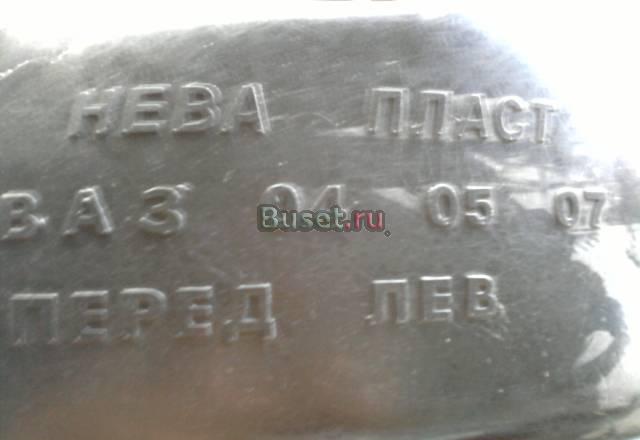 НЕВА ПЛАСТ
ВАЗ 04 05 07
Buset.ru
ПЕРЕД ЛЕВ